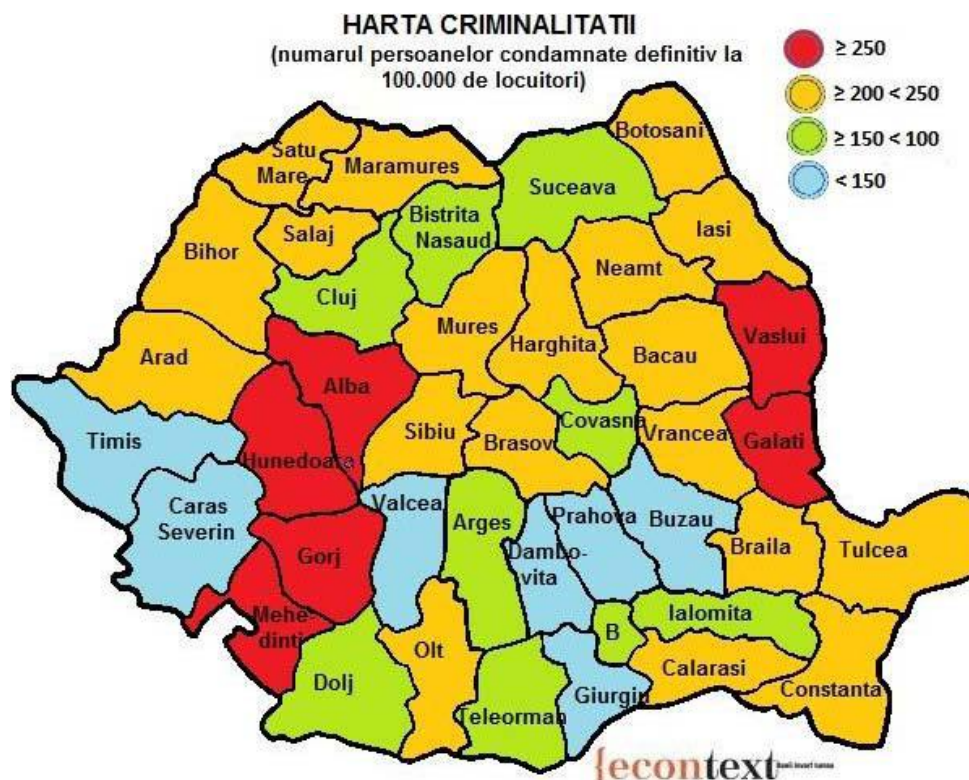 HARTA CRIMINALITATII
(numarul persoanelor condamnate definitiv la
100.000 de locuitori)
≥ 250
≥ 200 < 250
≥ 150 < 100
< 150
Botosani
Satu
Mare
Maramures
Suceava
Bistrita
Nasaud
Iasi
Salaj
Bihor
Neamt
Cluj
Mures
Harghita
Vaslui
Bacau
Arad
Alba
Covasna
Timis
Sibiu
Brasov
Vrancea
Galati
Hunedoara
Caras
Severin
Valcea
Arges
Prahova
Buzau
Dambo-
vita
Braila
Tulcea
Gorj
Mehe-
dinti
B
Ialomita
Olt
Calarasi
Dolj
Giurgiu
Constanta
Teleorman
{econtext